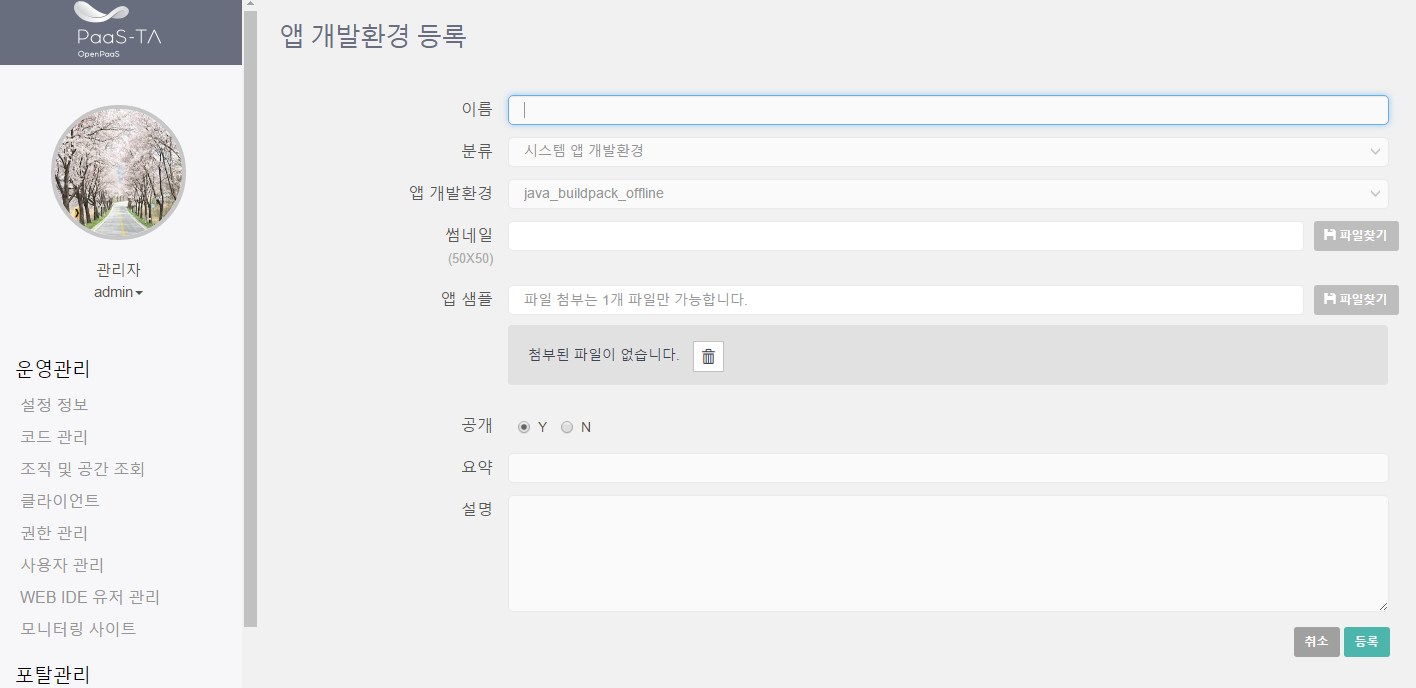 PaaS-TA
OpenPaaS
관리자
admin
운영관리
설정 정보
코드 관리
조직 및 공간 조회
클라이언트
권한 관리
사용자 관리
WEB IDE 유저 관리
모니터링 사이트
포탈관리
앱 개발환경 등록
이름
분류 시스템 앱 개발환경
앱 개발환경 java_buildpack_offline
썸네일 파일찾기
(50X50)
앱 샘플 파일 첨부는 1개 파일만 가능합니다. 파일찾기
첨부된 파일이 없습니다.
공개 Y N
요약
설명
취소 등록